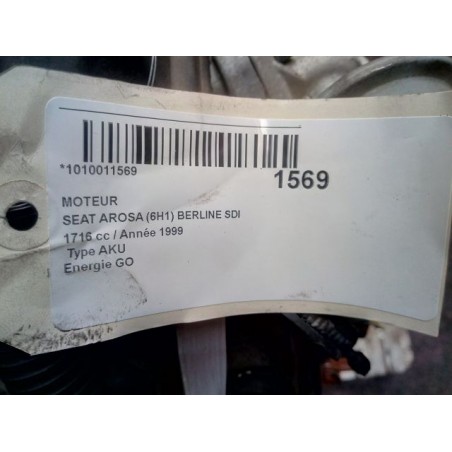 *1010011569
1569
MOTEUR
SEAT AROSA (6H1) BERLINE SDI
1716 cc / Année 1999
Type AKU
Energie GO